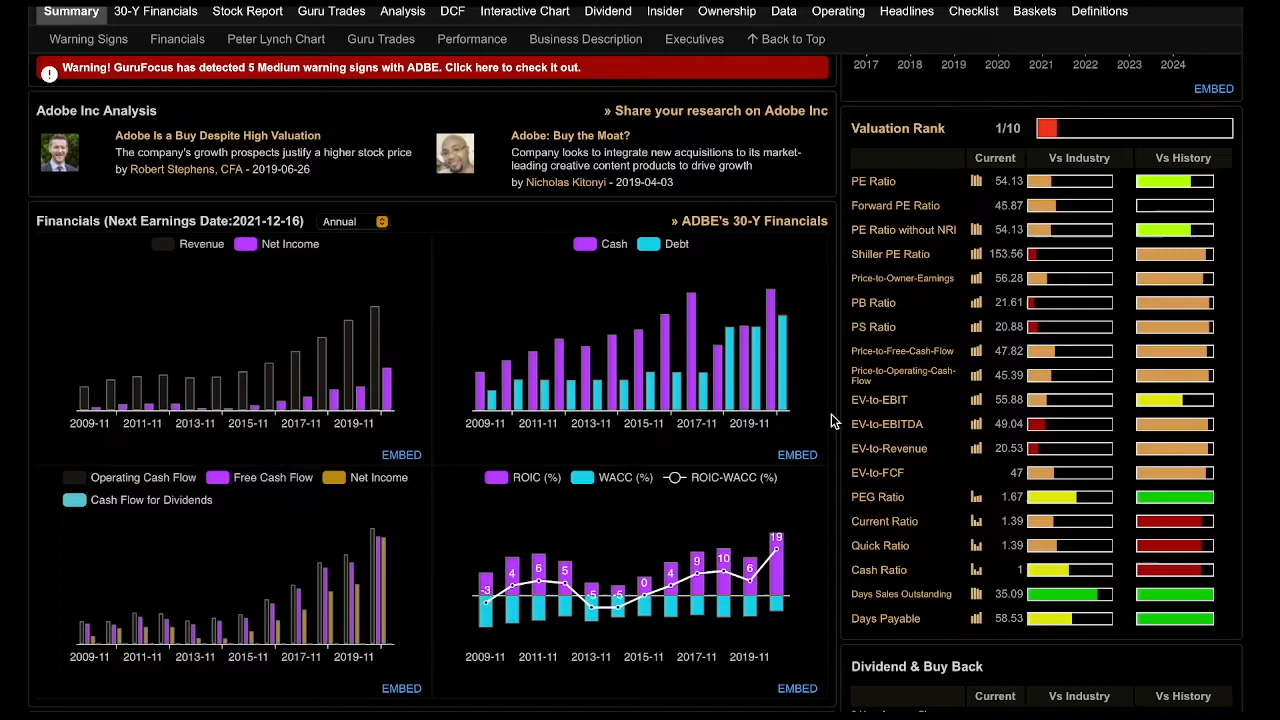 Summary 30-Y Financials Stock Report Guru Trades Analysis DCF Interactive Chart Dividend Insider Ownership Data Operating Headlines Checklist Baskets Definitions
Warning Signs Financials Peter Lynch Chart Guru Trades Performance Business Description Executives ↑ Back to Top
Warning! GuruFocus has detected 5 Medium warning signs with ADBE. Click here to check it out.
Adobe Inc Analysis » Share your research on Adobe Inc
Adobe Is a Buy Despite High Valuation
The company's growth prospects justify a higher stock price
by Robert Stephens, CFA - 2019-06-26
Adobe: Buy the Moat?
Company looks to integrate new acquisitions to its market-
leading creative content products to drive growth
by Nicholas Kitonyi - 2019-04-03
Financials (Next Earnings Date:2021-12-16) Annual » ADBE's 30-Y Financials
Revenue Net Income
2009-11 2011-11 2013-11 2015-11 2017-11 2019-11
EMBED
Cash Debt
2009-11 2011-11 2013-11 2015-11 2017-11 2019-11
EMBED
Operating Cash Flow Free Cash Flow Net Income
Cash Flow for Dividends
2009-11 2011-11 2013-11 2015-11 2017-11 2019-11
EMBED
ROIC (%) WACC (%) ROIC-WACC (%)
-3 4 6 5 -5 -5 0 4 9 10 6 19
2009-11 2011-11 2013-11 2015-11 2017-11 2019-11
EMBED
2017 2018 2019 2020 2021 2022 2023 2024
EMBED
Valuation Rank 1/10
Current Vs Industry Vs History
PE Ratio 54.13
Forward PE Ratio 45.87
PE Ratio without NRI 54.13
Shiller PE Ratio 153.56
Price-to-Owner-Earnings 56.28
PB Ratio 21.61
PS Ratio 20.88
Price-to-Free-Cash-Flow 47.82
Price-to-Operating-Cash-
Flow 45.39
EV-to-EBIT 55.88
EV-to-EBITDA 49.04
EV-to-Revenue 20.53
EV-to-FCF 47
PEG Ratio 1.67
Current Ratio 1.39
Quick Ratio 1.39
Cash Ratio 1
Days Sales Outstanding 35.09
Days Payable 58.53
Dividend & Buy Back
Current Vs Industry Vs History